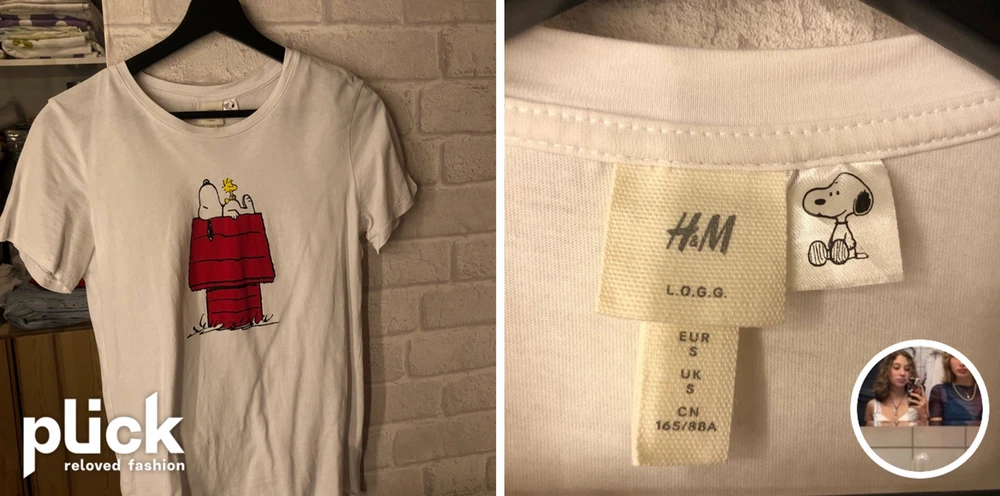 plick
reloved fashion
H&M
L.O.G.G.
EUR
S
UK
S
CN
165/88A